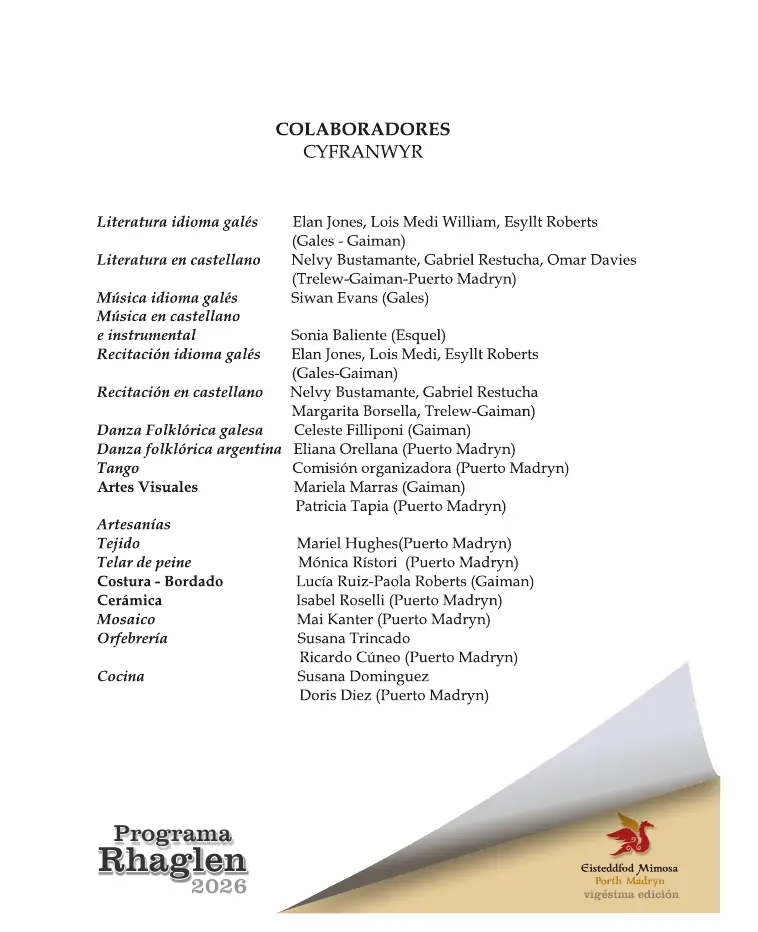 COLABORADORES
CYFRANWYR
Literatura idioma galés Elan Jones, Lois Medi William, Esyllt Roberts
(Gales - Gaiman)
Literatura en castellano Nelvy Bustamante, Gabriel Restucha, Omar Davies
(Trelew-Gaiman-Puerto Madryn)
Música idioma galés Siwan Evans (Gales)
Música en castellano
e instrumental Sonia Baliente (Esquel)
Recitación idioma galés Elan Jones, Lois Medi, Esyllt Roberts
(Gales-Gaiman)
Recitación en castellano Nelvy Bustamante, Gabriel Restucha
Margarita Borsella, Trelew-Gaiman)
Danza Folklórica galesa Celeste Filliponi (Gaiman)
Danza folklórica argentina Eliana Orellana (Puerto Madryn)
Tango Comisión organizadora (Puerto Madryn)
Artes Visuales Mariela Marras (Gaiman)
Patricia Tapia (Puerto Madryn)
Artesanías
Tejido Mariel Hughes(Puerto Madryn)
Telar de peine Mónica Rístori (Puerto Madryn)
Costura - Bordado Lucía Ruiz-Paola Roberts (Gaiman)
Cerámica Isabel Roselli (Puerto Madryn)
Mosaico Mai Kanter (Puerto Madryn)
Orfebrería Susana Trincado
Ricardo Cúneo (Puerto Madryn)
Cocina Susana Dominguez
Doris Diez (Puerto Madryn)
Programa
Rhaglen
2026
Eisteddfod Mimosa
Porth Madryn
vigésima edición